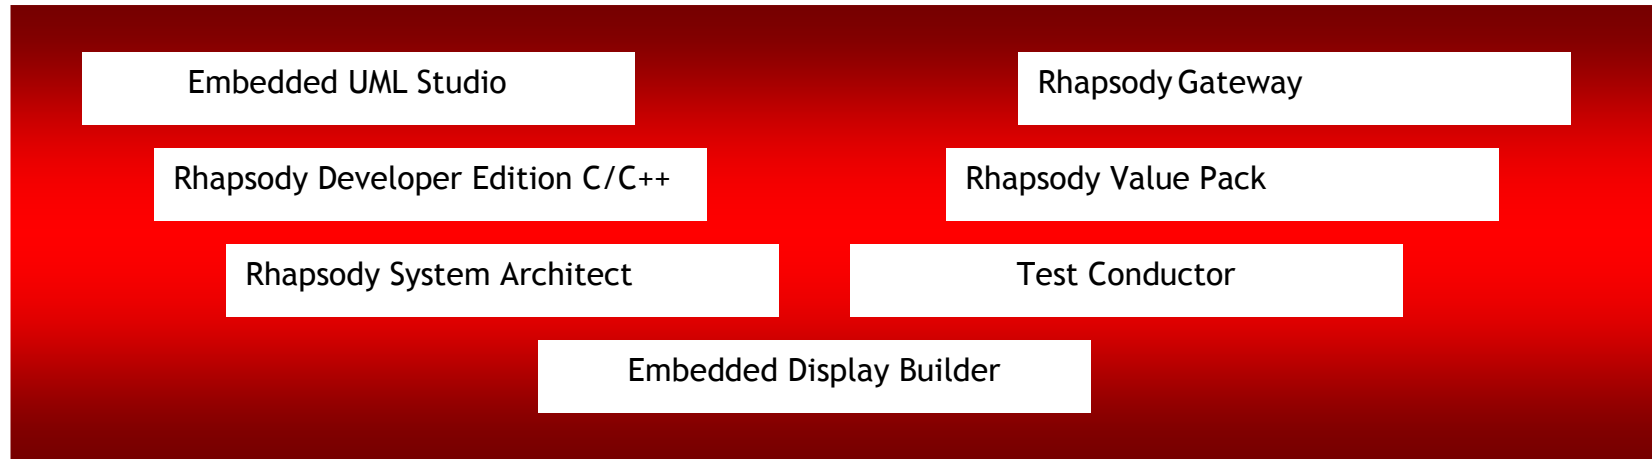 Embedded UML Studio
Rhapsody Gateway
Rhapsody Developer Edition C/C++
Rhapsody Value Pack
Rhapsody System Architect
Test Conductor
Embedded Display Builder